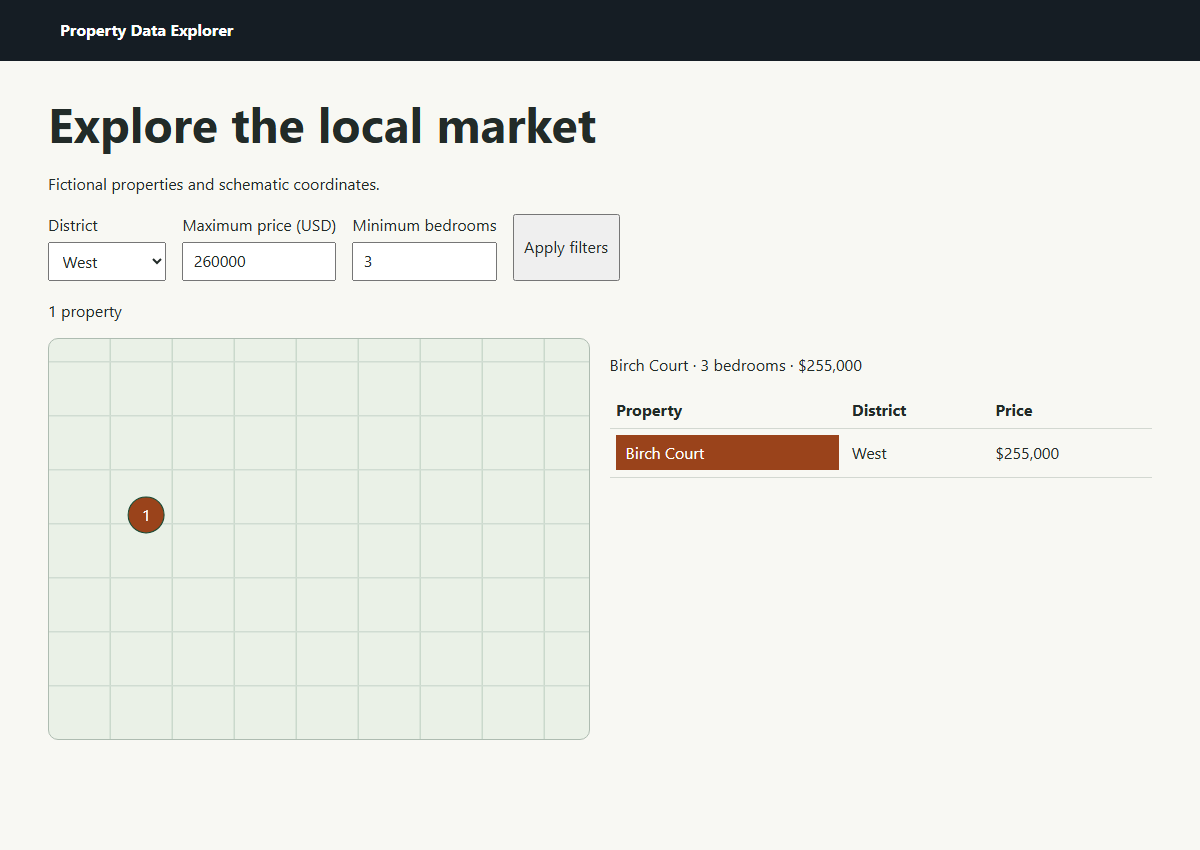 Property Data Explorer
Explore the local market
Fictional properties and schematic coordinates.
District Maximum price (USD) Minimum bedrooms
West 260000 3 Apply filters
1 property
Birch Court · 3 bedrooms · $255,000
Property District Price
Birch Court West $255,000
1